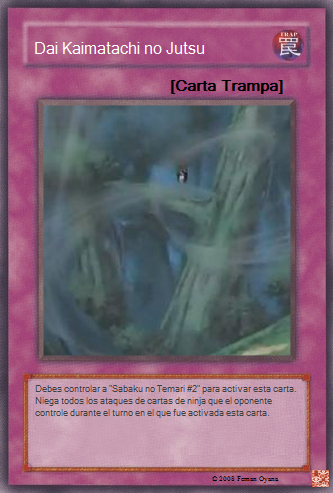 Dai Kaimatachi no Jutsu
TRAP
罠
[Carta Trampa]
Debes controlar a "Sabaku no Temari #2" para activar esta carta.
Niega todos los ataques de cartas de ninja que el oponente
controle durante el turno en el que fue activada esta carta.
© 2008 Fernan Oyana